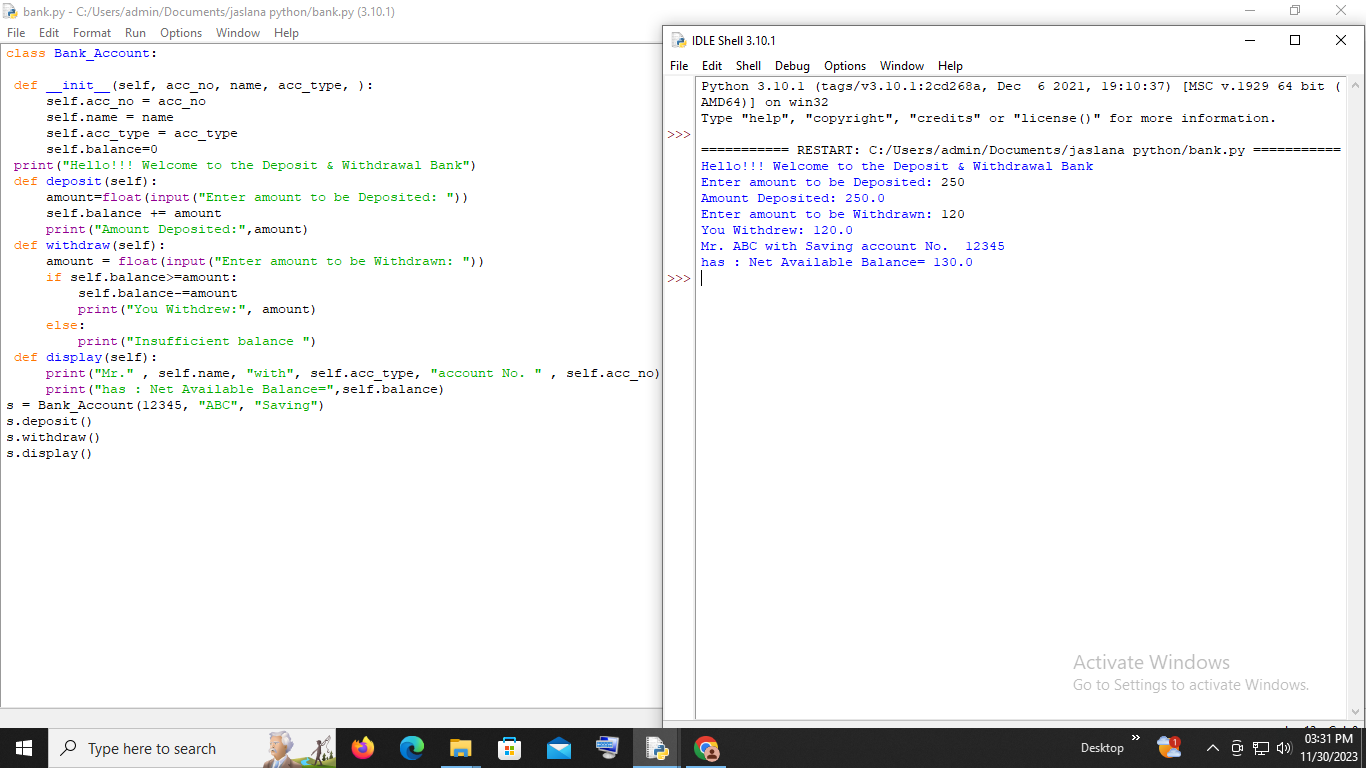 bank.py - C:/Users/admin/Documents/jaslana python/bank.py (3.10.1)
File Edit Format Run Options Window Help
class Bank_Account:
 def __init__(self, acc_no, name, acc_type, ):
     self.acc_no = acc_no
     self.name = name
     self.acc_type = acc_type
     self.balance=0
 print("Hello!!! Welcome to the Deposit & Withdrawal Bank")
 def deposit(self):
     amount=float(input("Enter amount to be Deposited: "))
     self.balance += amount
     print("Amount Deposited:",amount)
 def withdraw(self):
     amount = float(input("Enter amount to be Withdrawn: "))
     if self.balance>=amount:
         self.balance-=amount
         print("You Withdrew:", amount)
     else:
         print("Insufficient balance ")
 def display(self):
     print("Mr." , self.name, "with", self.acc_type, "account No. " , self.acc_no)
     print("has : Net Available Balance=",self.balance)
s = Bank_Account(12345, "ABC", "Saving")
s.deposit()
s.withdraw()
s.display()
IDLE Shell 3.10.1
File Edit Shell Debug Options Window Help
Python 3.10.1 (tags/v3.10.1:2cd268a, Dec  6 2021, 19:10:37) [MSC v.1929 64 bit (
AMD64)] on win32
Type "help", "copyright", "credits" or "license()" for more information.
>>>
=========== RESTART: C:/Users/admin/Documents/jaslana python/bank.py ===========
Hello!!! Welcome to the Deposit & Withdrawal Bank
Enter amount to be Deposited: 250
Amount Deposited: 250.0
Enter amount to be Withdrawn: 120
You Withdrew: 120.0
Mr. ABC with Saving account No.  12345
has : Net Available Balance= 130.0
>>>
Activate Windows
Go to Settings to activate Windows.
Type here to search
Desktop
1
03:31 PM
11/30/2023